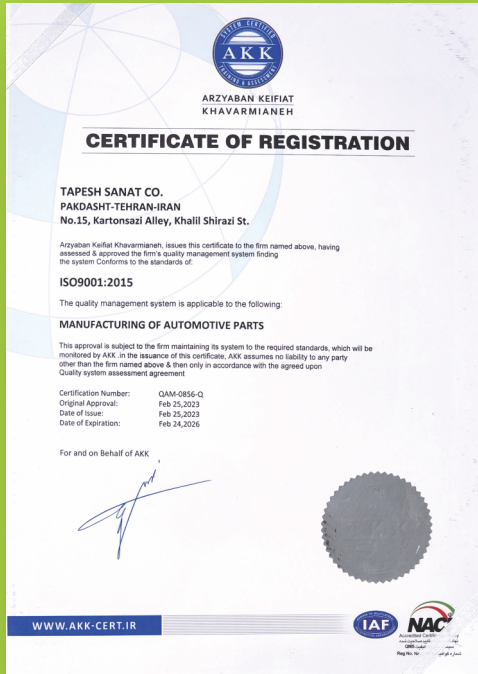 SYSTEM CERTIFIED
AKK
TRAINING & ASSESSMENT
ARZYABAN KEIFIAT
KHAVARMIANEH
CERTIFICATE OF REGISTRATION
TAPESH SANAT CO.
PAKDASHT-TEHRAN-IRAN
No.15, Kartonsazi Alley, Khalil Shirazi St.
Arzyaban Keifiat Khavarmianeh, issues this certificate to the firm named above, having
assessed & approved the firm's quality management system finding
the system Conforms to the standards of:
ISO9001:2015
The quality management system is applicable to the following:
MANUFACTURING OF AUTOMOTIVE PARTS
This approval is subject to the firm maintaining its system to the required standards, which will be
monitored by AKK .in the issuance of this certificate, AKK assumes no liability to any party
other than the firm named above & then only in accordance with the agreed upon
Quality system assessment agreement
Certification Number: QAM-0856-Q
Original Approval: Feb 25,2023
Date of Issue: Feb 25,2023
Date of Expiration: Feb 24,2026
For and on Behalf of AKK
WWW.AKK-CERT.IR
IAF
NAC
Accredited Certific
QMS
Reg No. Nr